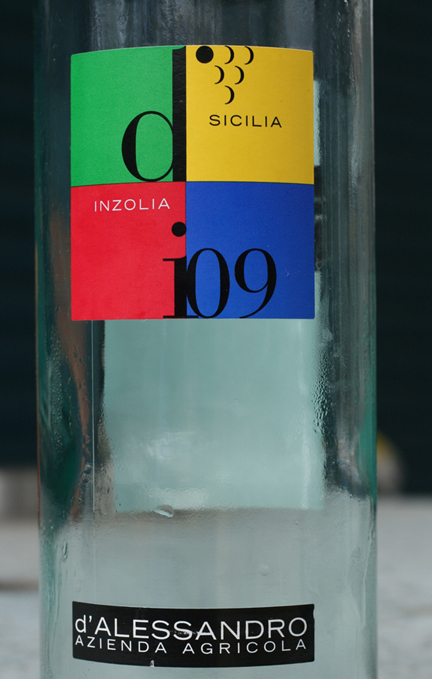 d
SICILIA
INZOLIA
i09
d'ALESSANDRO
AZIENDA AGRICOLA